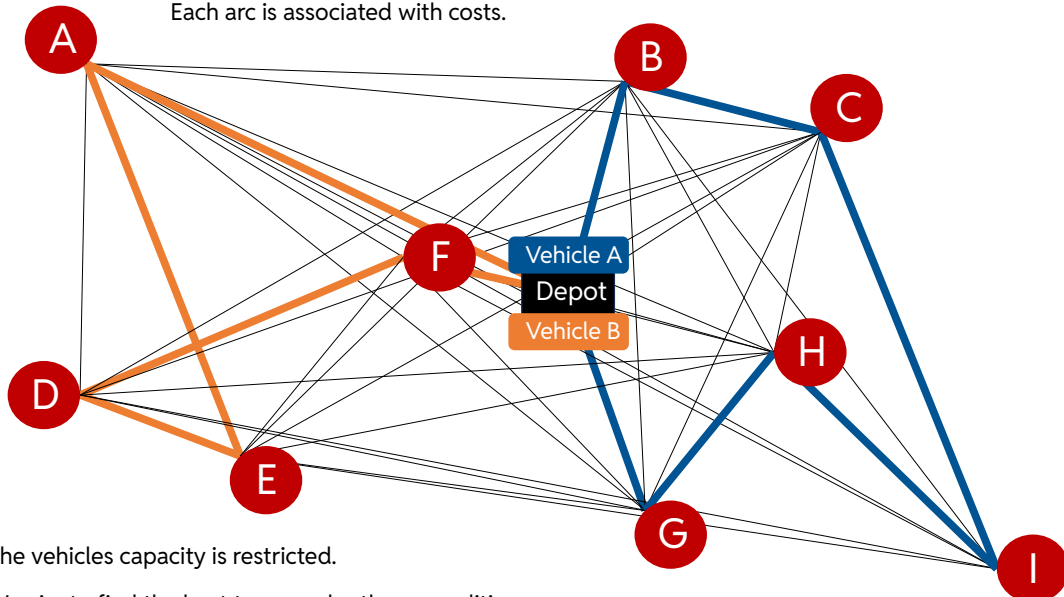 Each arc is associated with costs.
A
B
C
Vehicle A
F
Depot
Vehicle B
H
D
E
G
he vehicles capacity is restricted.
I